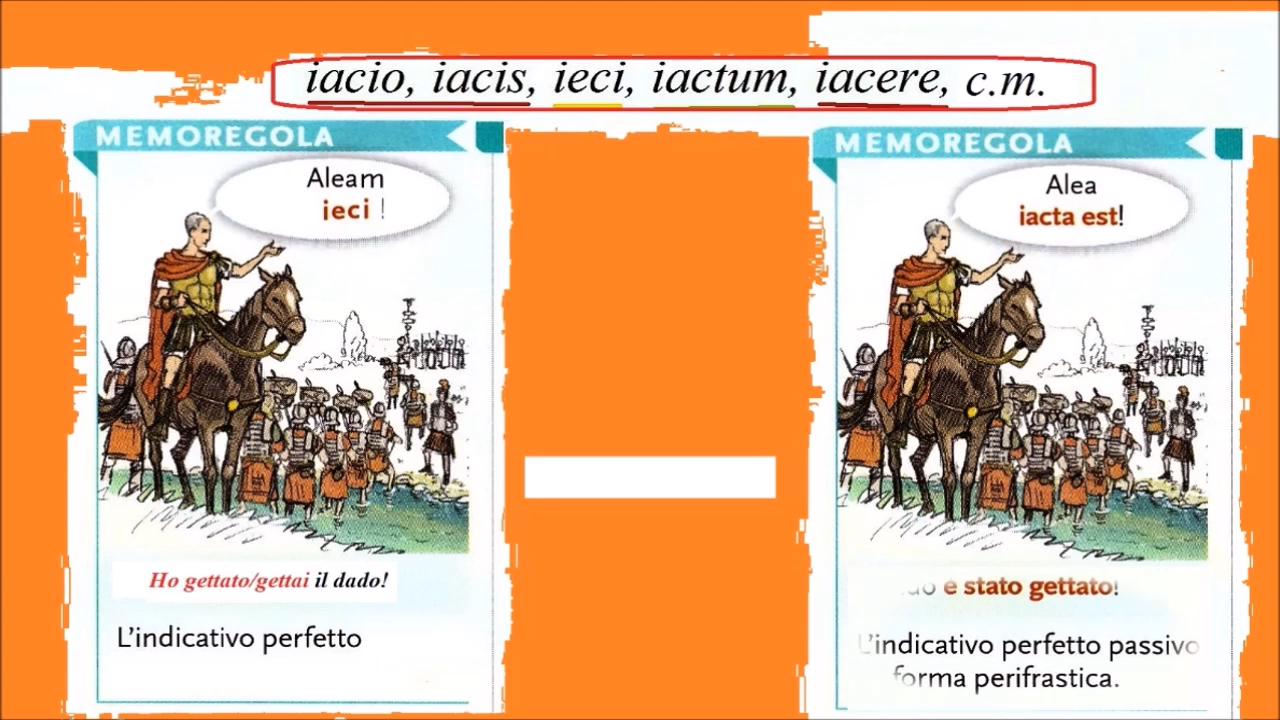 iacio, iacis, ieci, iactum, iacere, c.m.
MEMOREGOLA
Aleam
ieci !
Ho gettato/gettai il dado!
L'indicativo perfetto
MEMOREGOLA
Alea
iacta est!
è stato gettato!
L'indicativo perfetto passivo
forma perifrastica.